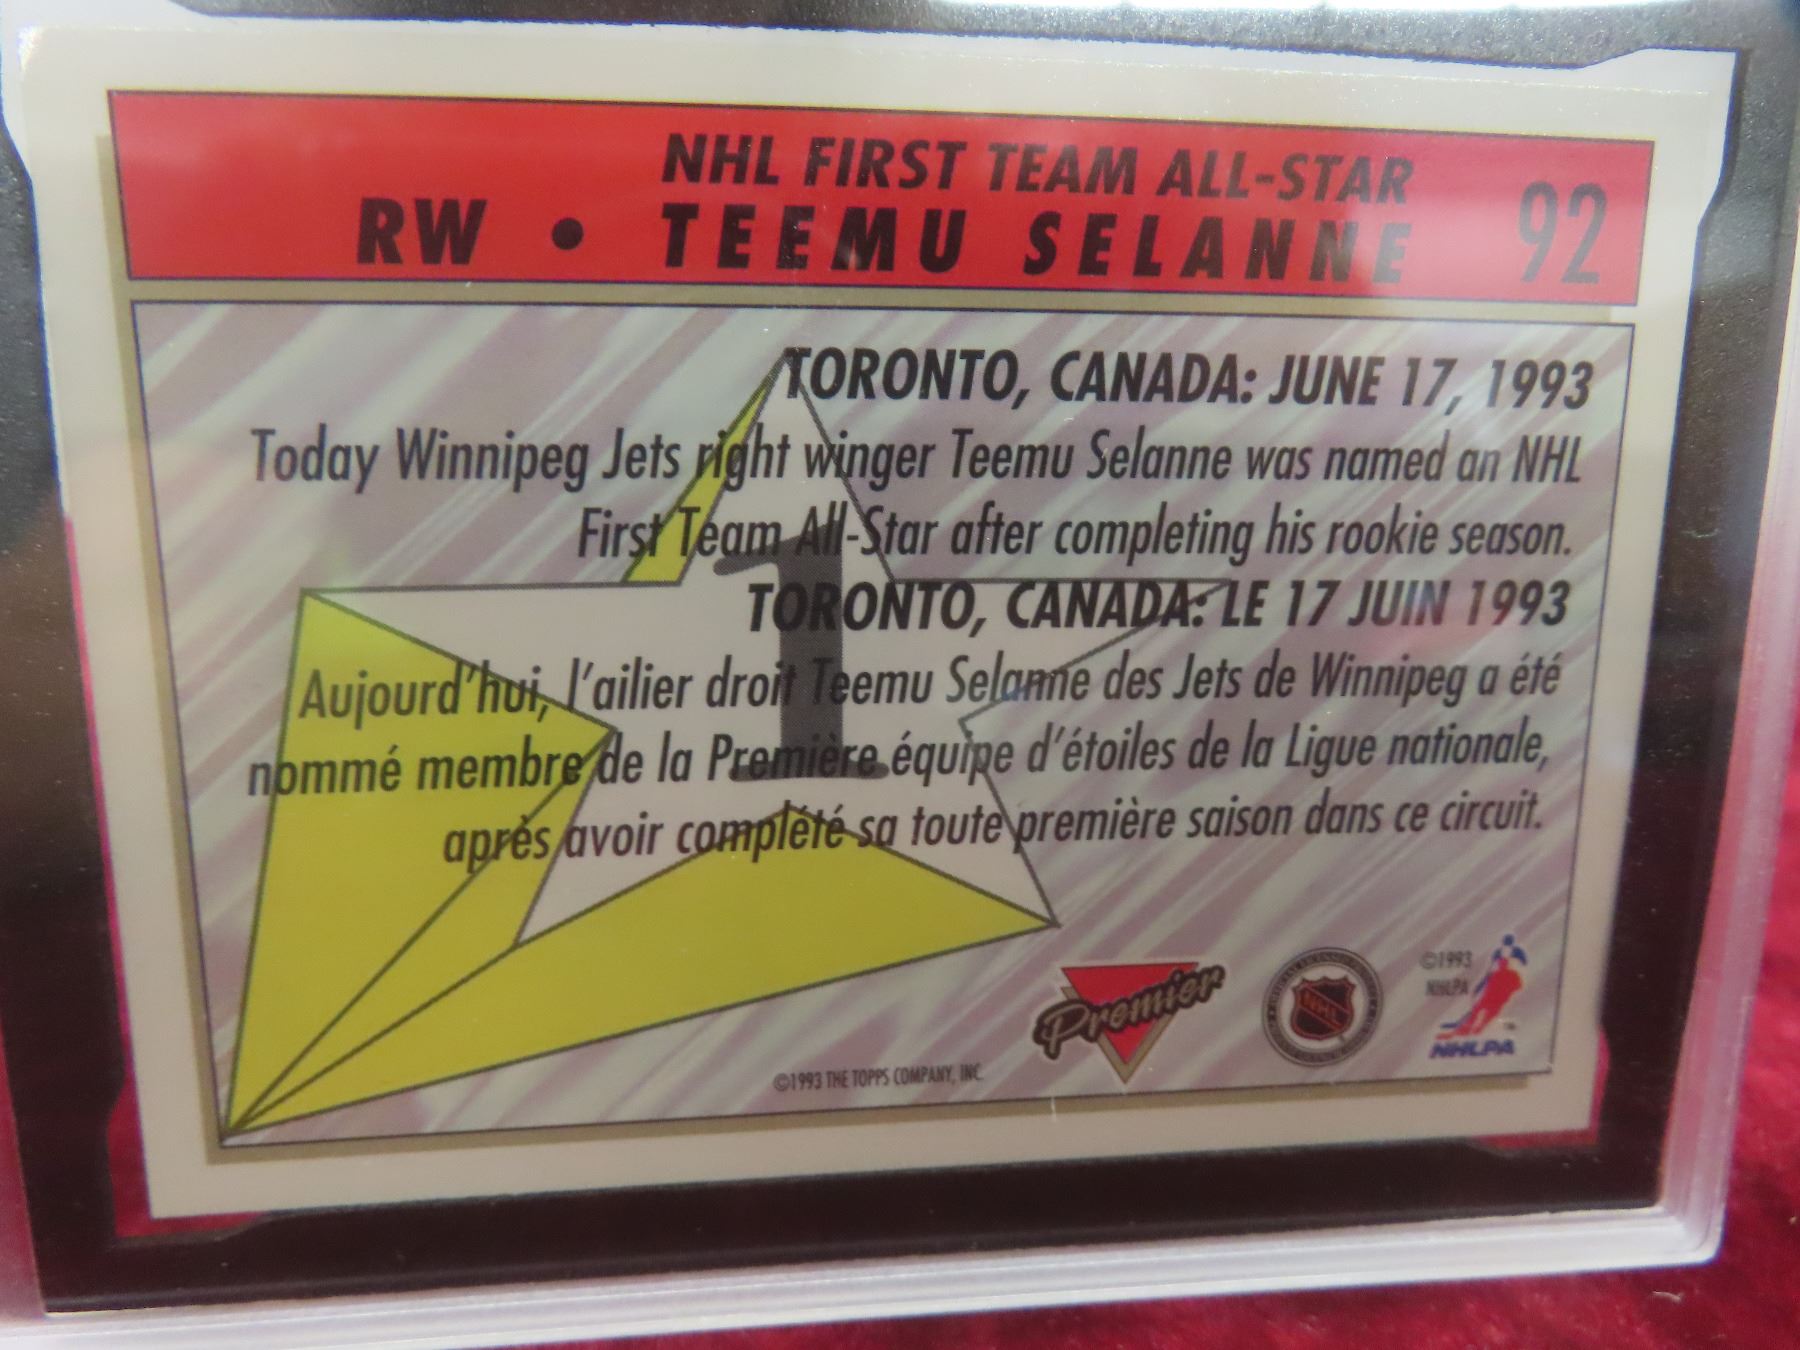 NHL FIRST TEAM ALL-STAR
RW • TEEMU SELANNE 92
TORONTO, CANADA: JUNE 17, 1993
Today Winnipeg Jets right winger Teemu Selanne was named an NHL
First Team All-Star after completing his rookie season.
TORONTO, CANADA: LE 17 JUIN 1993
Aujourd'hui, l'ailier droit Teemu Selanne des Jets de Winnipeg a été
nommé membre de la Première équipe d'étoiles de la Ligue nationale,
après avoir complété sa toute première saison dans ce circuit.
1
Premier
NHL
©1993
NHLPA
NHLPA
©1993 THE TOPPS COMPANY, INC.